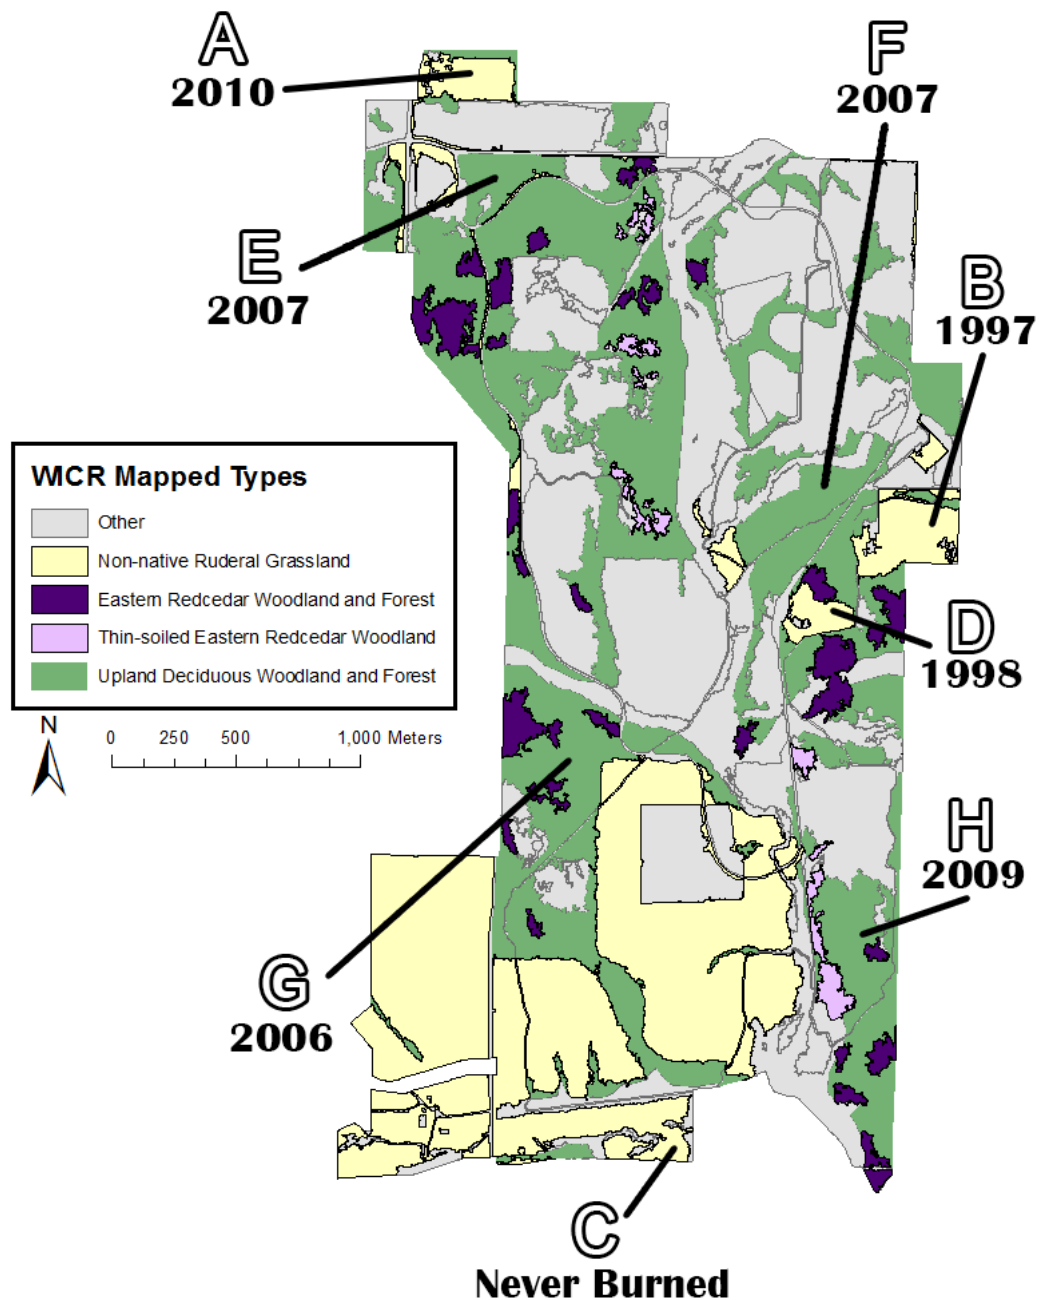 A
2010
F
2007
E
2007
B
1997
WICR Mapped Types
Other
Non-native Ruderal Grassland
Eastern Redcedar Woodland and Forest
Thin-soiled Eastern Redcedar Woodland
Upland Deciduous Woodland and Forest
D
1998
N
0 250 500 1,000 Meters
H
2009
G
2006
C
Never Burned